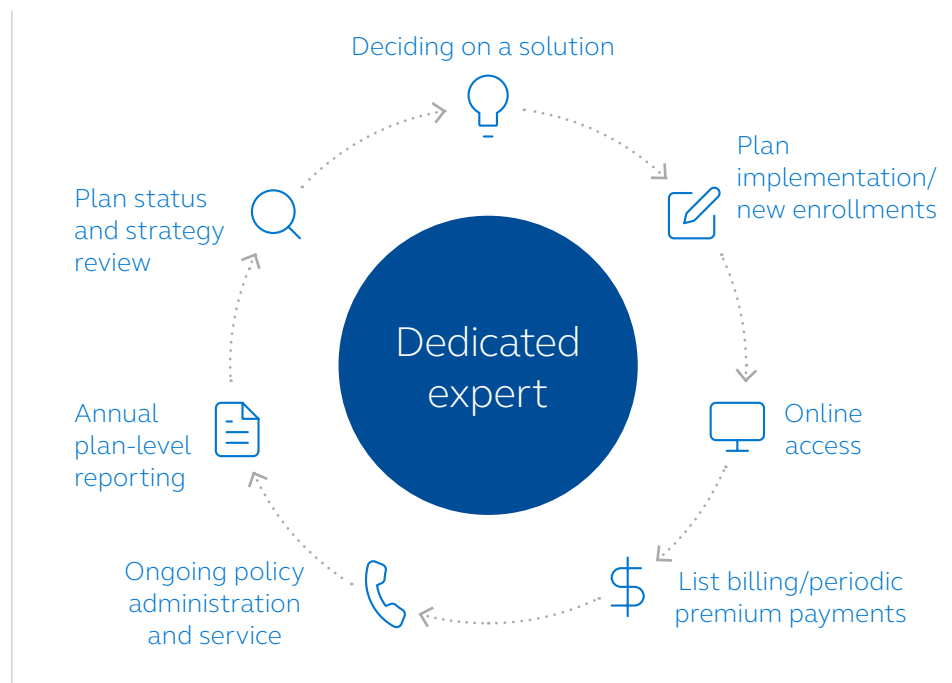 Deciding on a solution
Plan
implementation/
new enrollments
Online
access
List billing/periodic
premium payments
Ongoing policy
administration
and service
Annual
plan-level
reporting
Plan status
and strategy
review
Dedicated
expert